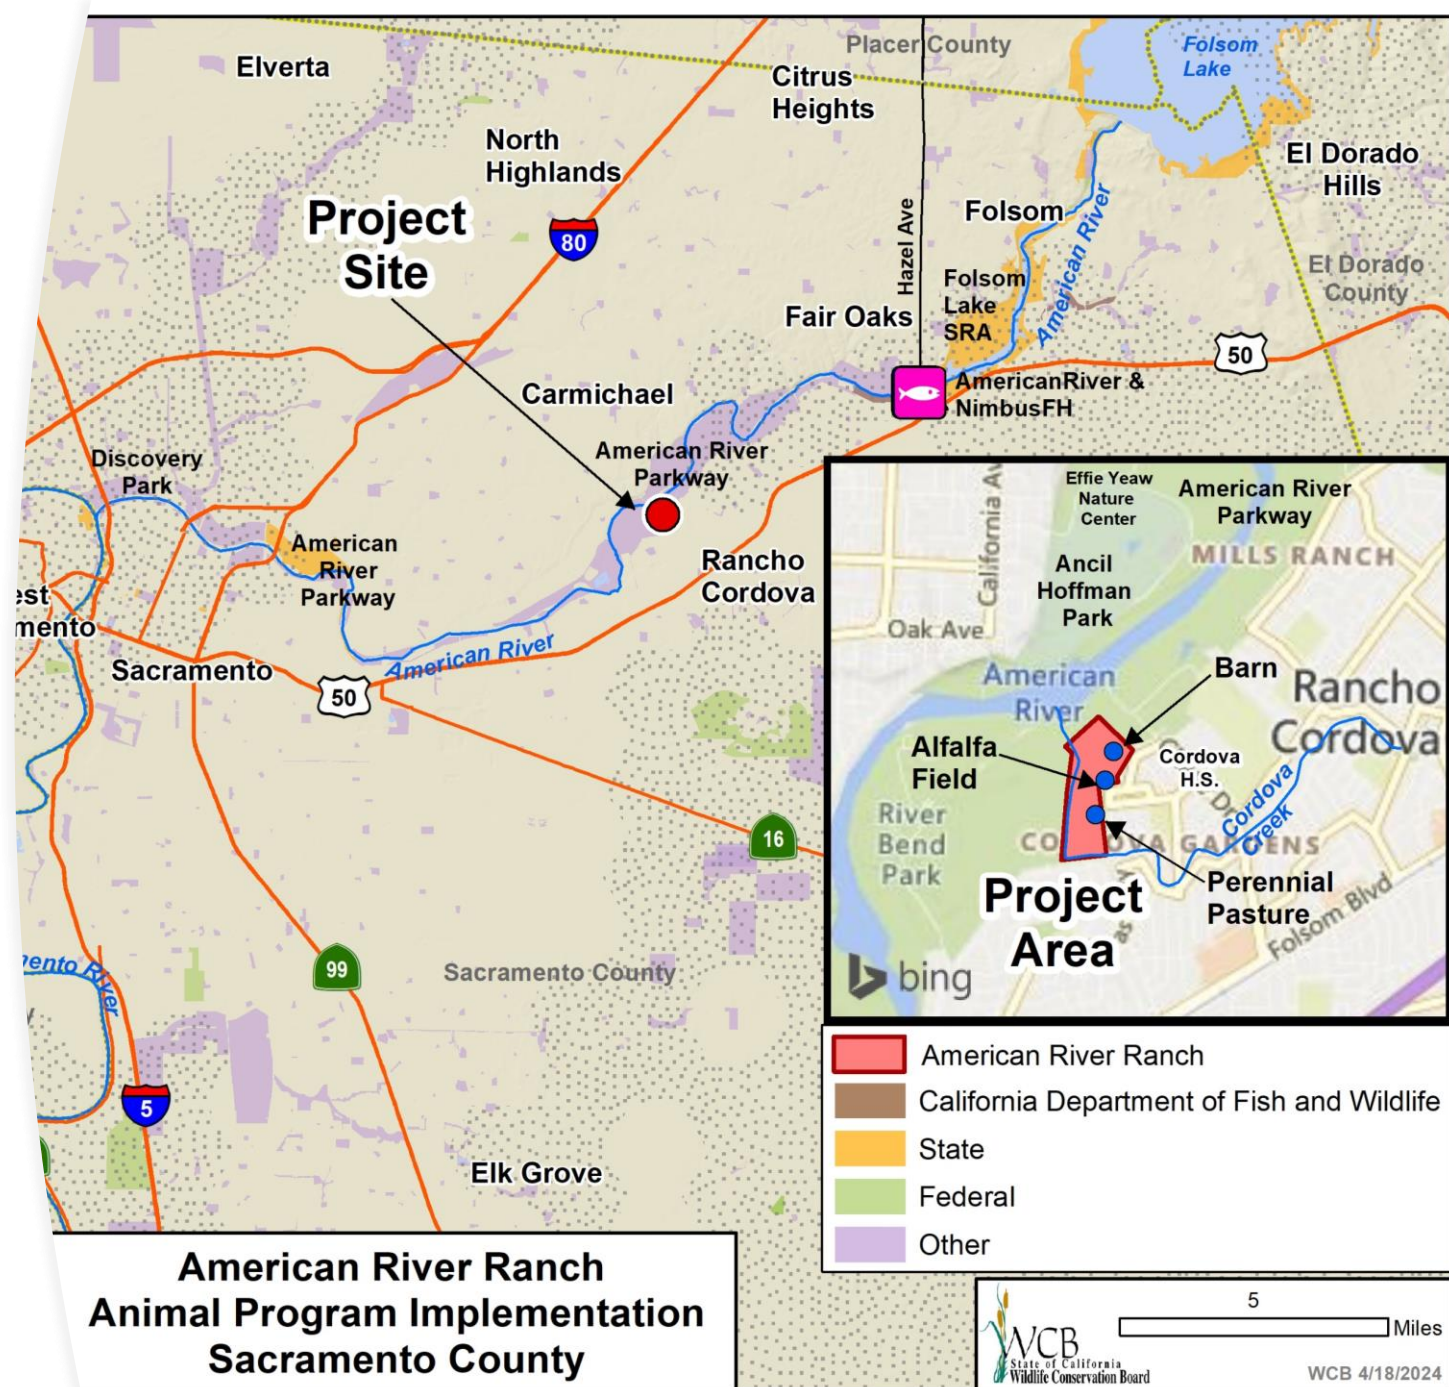 Placer County
Folsom
Lake
Elverta
Citrus
Heights
North
Highlands
El Dorado
Hills
Project
Site
80
Hazel Ave
Folsom
American River
El Dorado
County
Folsom
Lake
SRA
Fair Oaks
50
AmericanRiver &
NimbusFH
Carmichael
American River
Parkway
Discovery
Park
American
River
Parkway
Rancho
Cordova
est
mento
Sacramento
American River
50
16
99
Sacramento County
mento River
5
Elk Grove
Effie Yeaw
Nature
Center
American River
Parkway
California Av
MILLS RANCH
Ancil
Hoffman
Park
Oak Ave
American
River
Barn
Rancho
Cordova
Alfalfa
Field
Cordova
H.S.
Cordova
Creek
River
Bend
Park
Perennial
Pasture
Project
Area
Folsom Blvd
bing
American River Ranch
California Department of Fish and Wildlife
State
Federal
Other
American River Ranch
Animal Program Implementation
Sacramento County
WCB
State of California
Wildlife Conservation Board
5
Miles
WCB 4/18/2024